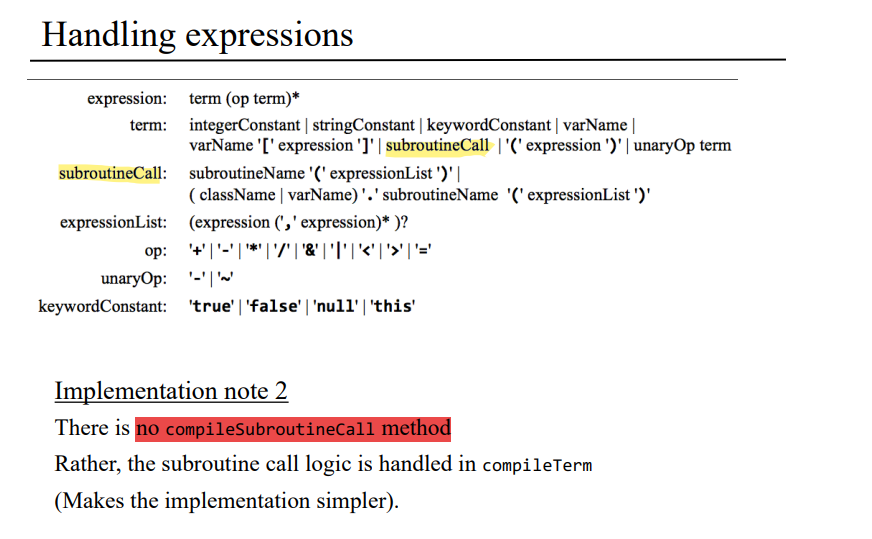 Handling expressions
expression: term (op term)*
term: integerConstant | stringConstant | keywordConstant | varName |
varName '[' expression ']' | subroutineCall | '(' expression ')' | unaryOp term
subroutineCall: subroutineName '(' expressionList ')' |
( className | varName) '.' subroutineName '(' expressionList ')'
expressionList: (expression (',' expression)* )?
op: '+' | '-' | '*' | '/' | '&' | '|' | '<' | '>' | '='
unaryOp: '-' | '~'
keywordConstant: 'true' | 'false' | 'null' | 'this'
Implementation note 2
There is no compileSubroutineCall method
Rather, the subroutine call logic is handled in compileTerm
(Makes the implementation simpler).